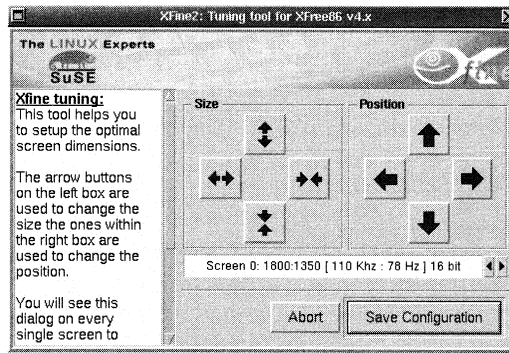 XFine2: Tuning tool for XFree86 v4.x
The LINUX Experts
SuSE
Xfine tuning:
This tool helps you
to setup the optimal
screen dimensions.
The arrow buttons
on the left box are
used to change the
size the ones within
the right box are
used to change the
position.
You will see this
dialog on every
single screen to
Size
Position
Screen 0: 1800:1350 [ 110 Khz : 78 Hz ] 16 bit
Abort
Save Configuration